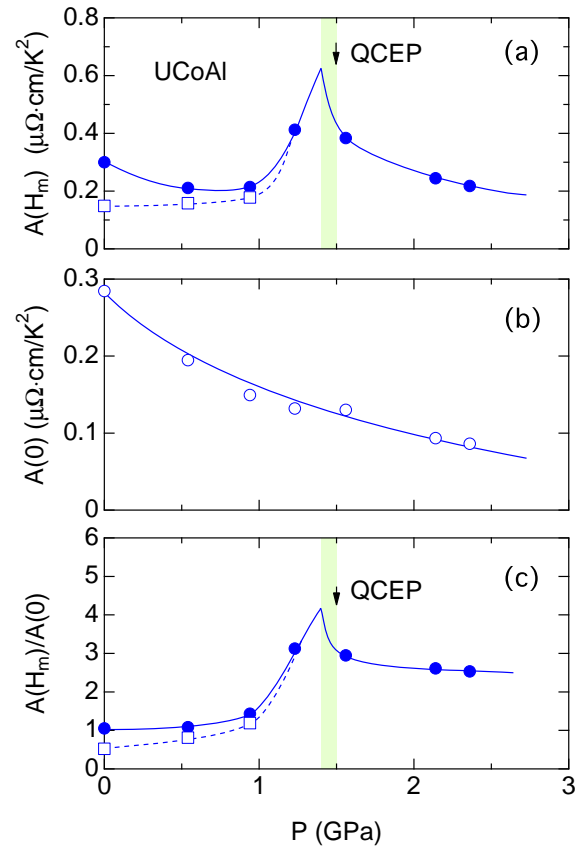 0.8
0.6
0.4
0.2
0
A(Hm) (μΩ·cm/K²)
UCoAl
QCEP
(a)
0.3
0.2
0.1
0
A(0) (μΩ·cm/K²)
(b)
6
5
4
3
2
1
0
A(Hm)/A(0)
QCEP
(c)
0 1 2 3
P (GPa)